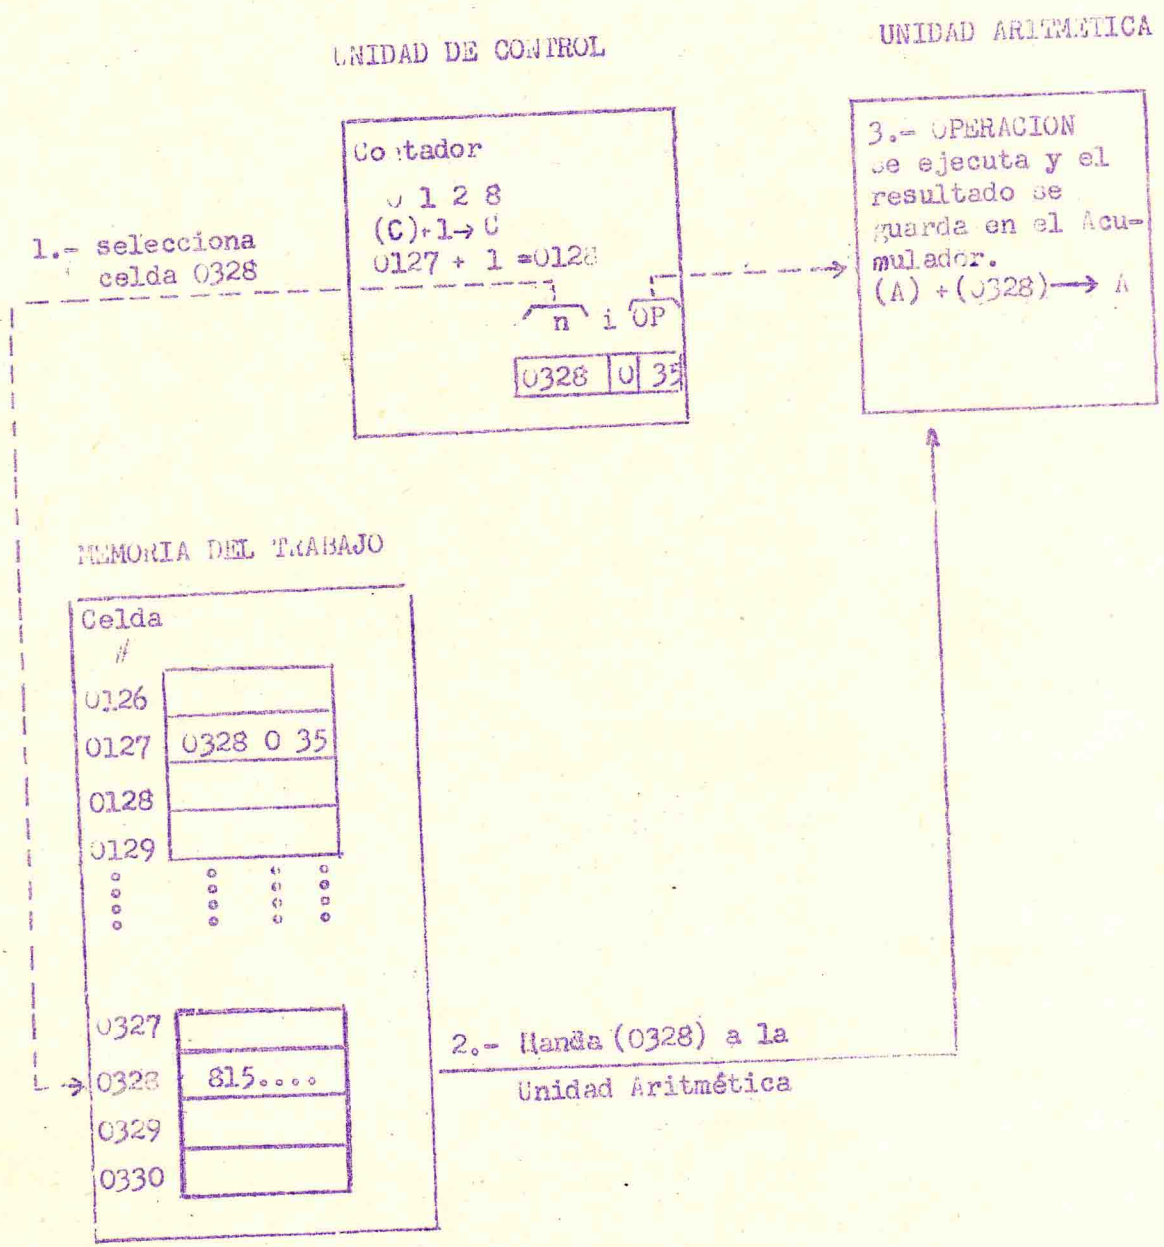 UNIDAD DE CONTROL
UNIDAD ARITMETICA
Contador
0 1 2 8
(C)+1→ C
0127 + 1 =0128
n i OP
0328 0 35
3.- OPERACION
se ejecuta y el
resultado se
guarda en el Acu-
mulador.
(A) +(0328)→ A
1.- selecciona
celda 0328
MEMORIA DEL TRABAJO
Celda
#
0126
0127 0328 0 35
0128
0129
0327
0328 815....
0329
0330
2.- Manda (0328) a la
Unidad Aritmética